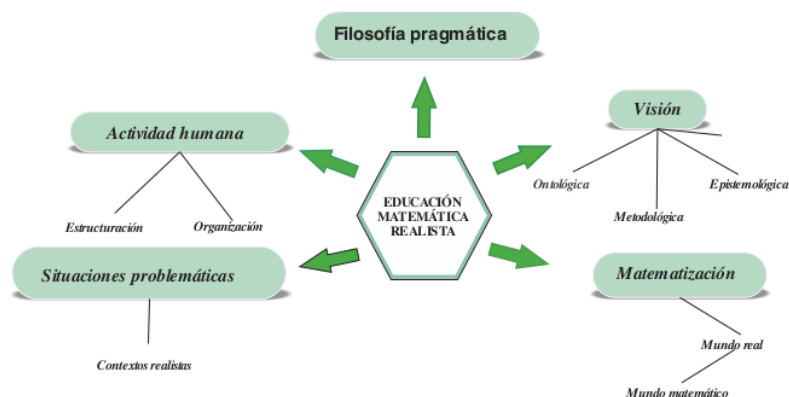 Filosofía pragmática
Actividad humana
Visión
EDUCACIÓN
MATEMÁTICA
REALISTA
Ontológica
Epistemológica
Metodológica
Estructuración
Organización
Situaciones problemáticas
Matematización
Contextos realistas
Mundo real
Mundo matemático